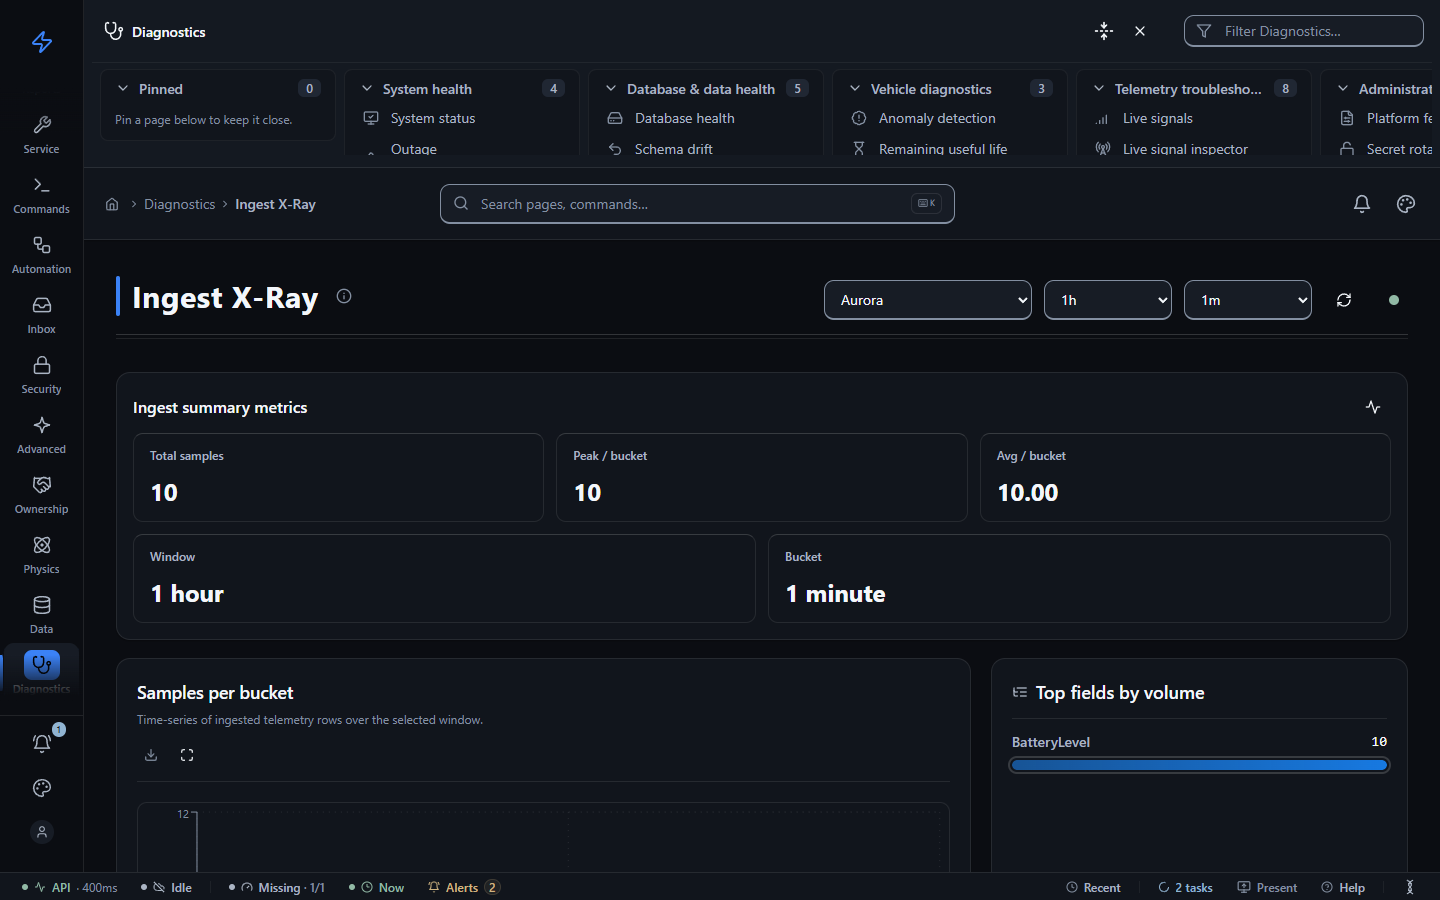 Diagnostics
Filter Diagnostics...
Pinned 0
Pin a page below to keep it close.
System health 4
System status
Outage
Database & data health 5
Database health
Schema drift
Vehicle diagnostics 3
Anomaly detection
Remaining useful life
Telemetry troublesho... 8
Live signals
Live signal inspector
Administrat
Platform fe
Secret rota
Service
Commands
Automation
Inbox
Security
Advanced
Ownership
Physics
Data
Diagnostics
1
Diagnostics
Ingest X-Ray
Search pages, commands...
K
Ingest X-Ray
Aurora
1h
1m
Ingest summary metrics
Total samples
10
Peak / bucket
10
Avg / bucket
10.00
Window
1 hour
Bucket
1 minute
Samples per bucket
Time-series of ingested telemetry rows over the selected window.
12
Top fields by volume
BatteryLevel 10
API · 400ms
Idle
Missing · 1/1
Now
Alerts 2
Recent
2 tasks
Present
Help